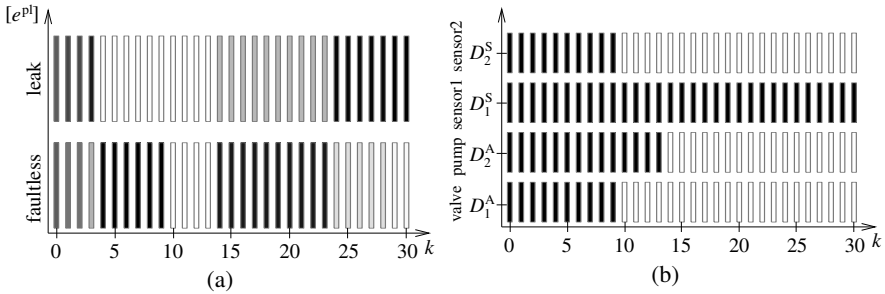 [e^pl]
leak
faultless
0 5 10 15 20 25 30 k
(a)
sensor2 D_2^S
sensor1 D_1^S
pump D_2^A
valve D_1^A
0 5 10 15 20 25 30 k
(b)